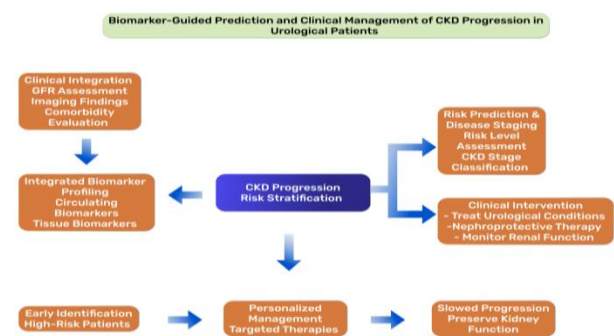 Biomarker-Guided Prediction and Clinical Management of CKD Progression in
Urological Patients
Clinical Integration
GFR Assessment
Imaging Findings
Comorbidity
Evaluation
Risk Prediction &
Disease Staging
Risk Level
Assessment
CKD Stage
Classification
Integrated Biomarker
Profiling
Circulating
Biomarkers
Tissue Biomarkers
CKD Progression
Risk Stratification
Clinical Intervention
- Treat Urological Conditions
-Nephroprotective Therapy
- Monitor Renal Function
Early Identification
High-Risk Patients
Personalized
Management
Targeted Therapies
Slowed Progression
Preserve Kidney
Function